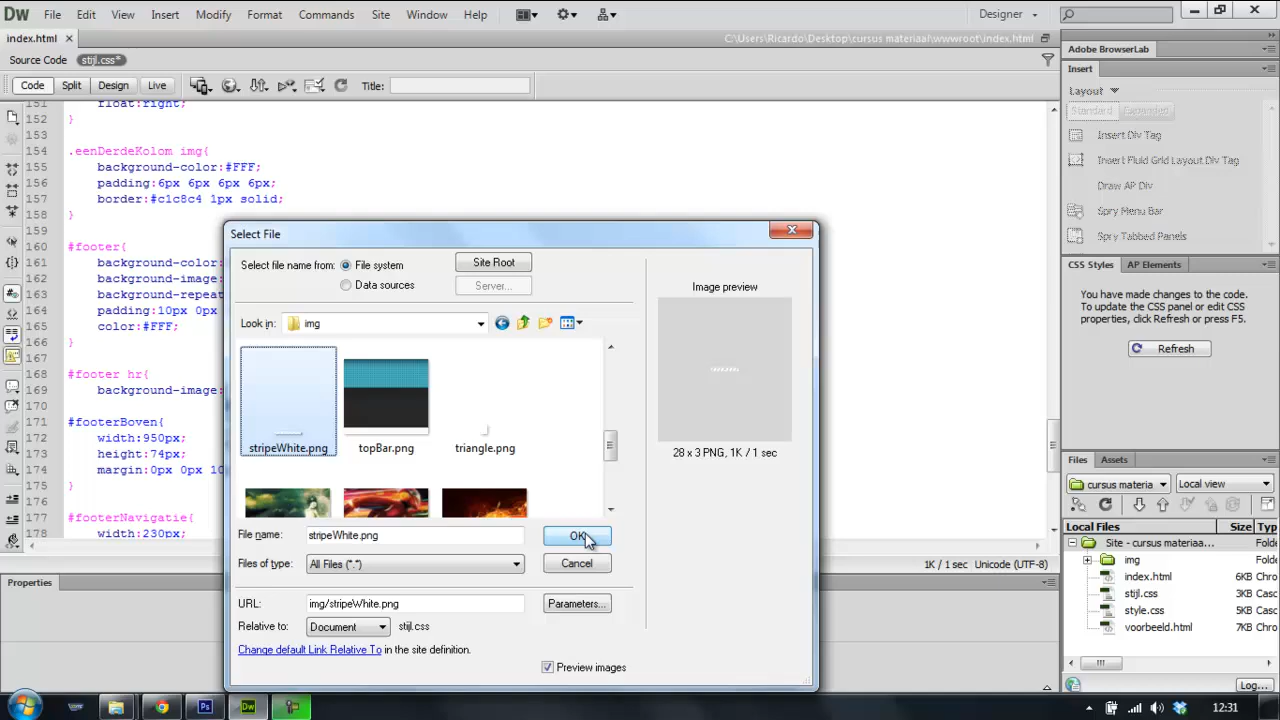 Dw File Edit View Insert Modify Format Commands Site Window Help Designer
index.html C:\Users\Ricardo\Desktop\cursus materiaal\wwwroot\index.html
Source Code stijl.css*
Code Split Design Live Title:
151 float:right;
152 }
153
154 .eenDerdeKolom img{
155 background-color:#FFF;
156 padding:6px 6px 6px 6px;
157 border:#c1c8c4 1px solid;
158 }
159
160 #footer{
161 background-color:
162 background-image:
163 background-repeat
164 padding:10px 0px
165 color:#FFF;
166 }
167
168 #footer hr{
169 background-image:
170
171 #footerBoven{
172 width:950px;
173 height:74px;
174 margin:0px 0px 10
175 }
176
177 #footerNavigatie{
178 width:230px;
1K / 1 sec Unicode (UTF-8)
Properties
Select File
Select file name from: File system Site Root
Data sources Server...
Look in: img
stripeWhite.png topBar.png triangle.png
File name: stripeWhite.png OK
Files of type: All Files (*.*) Cancel
URL: img/stripeWhite.png Parameters...
Relative to: Document stijl.css
Change default Link Relative To in the site definition.
Preview images
Image preview
28 x 3 PNG, 1K / 1 sec
Adobe BrowserLab
Insert
Layout
Standard Expanded
Insert Div Tag
Insert Fluid Grid Layout Div Tag
Draw AP Div
Spry Menu Bar
Spry Tabbed Panels
CSS Styles AP Elements
You have made changes to the code.
To update the CSS panel or edit CSS
properties, click Refresh or press F5.
Refresh
Files Assets
cursus materia Local view
Local Files Size Type
Site - cursus materiaa... Folde
img Folde
index.html 6KB Chro
stijl.css 3KB Casc
style.css 5KB Casc
voorbeeld.html 7KB Chro
Log...
Ps Dw 12:31